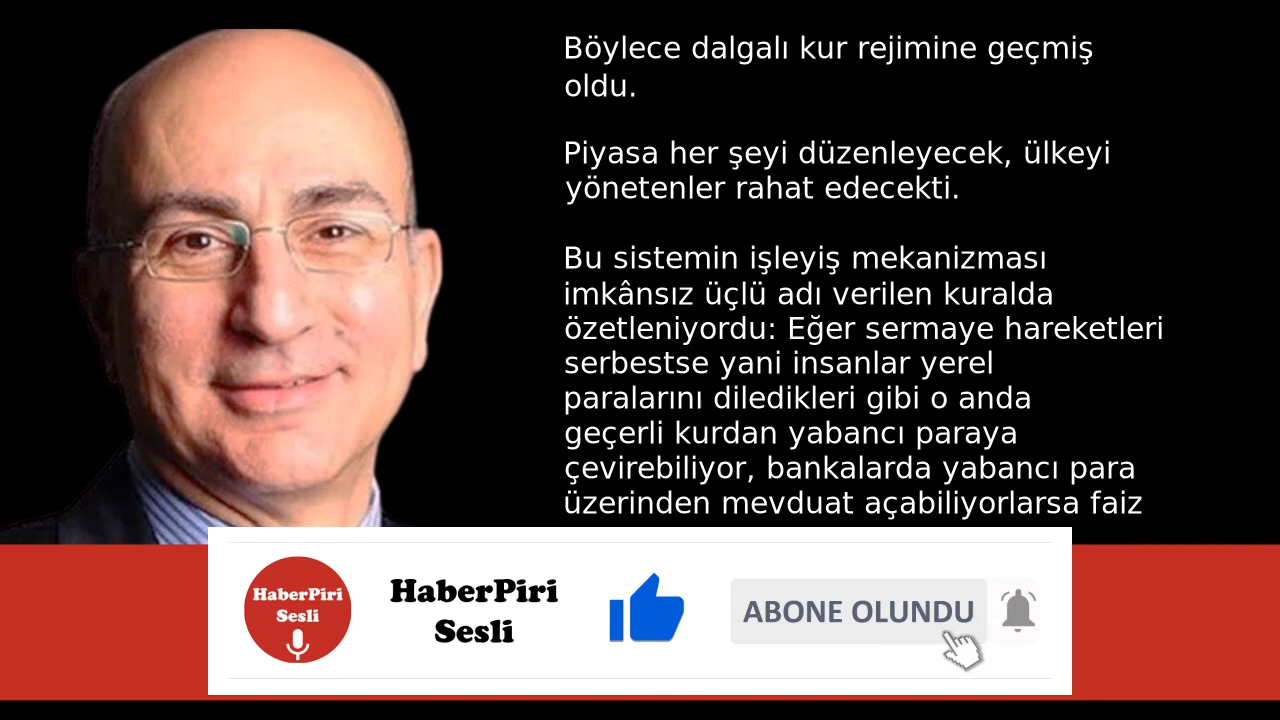 Böylece dalgalı kur rejimine geçmiş
oldu.
Piyasa her şeyi düzenleyecek, ülkeyi
yönetenler rahat edecekti.
Bu sistemin işleyiş mekanizması
imkânsız üçlü adı verilen kuralda
özetleniyordu: Eğer sermaye hareketleri
serbestse yani insanlar yerel
paralarını diledikleri gibi o anda
geçerli kurdan yabancı paraya
çevirebiliyor, bankalarda yabancı para
üzerinden mevduat açabiliyorlarsa faiz
HaberPiri
Sesli
HaberPiri
Sesli
ABONE OLUNDU